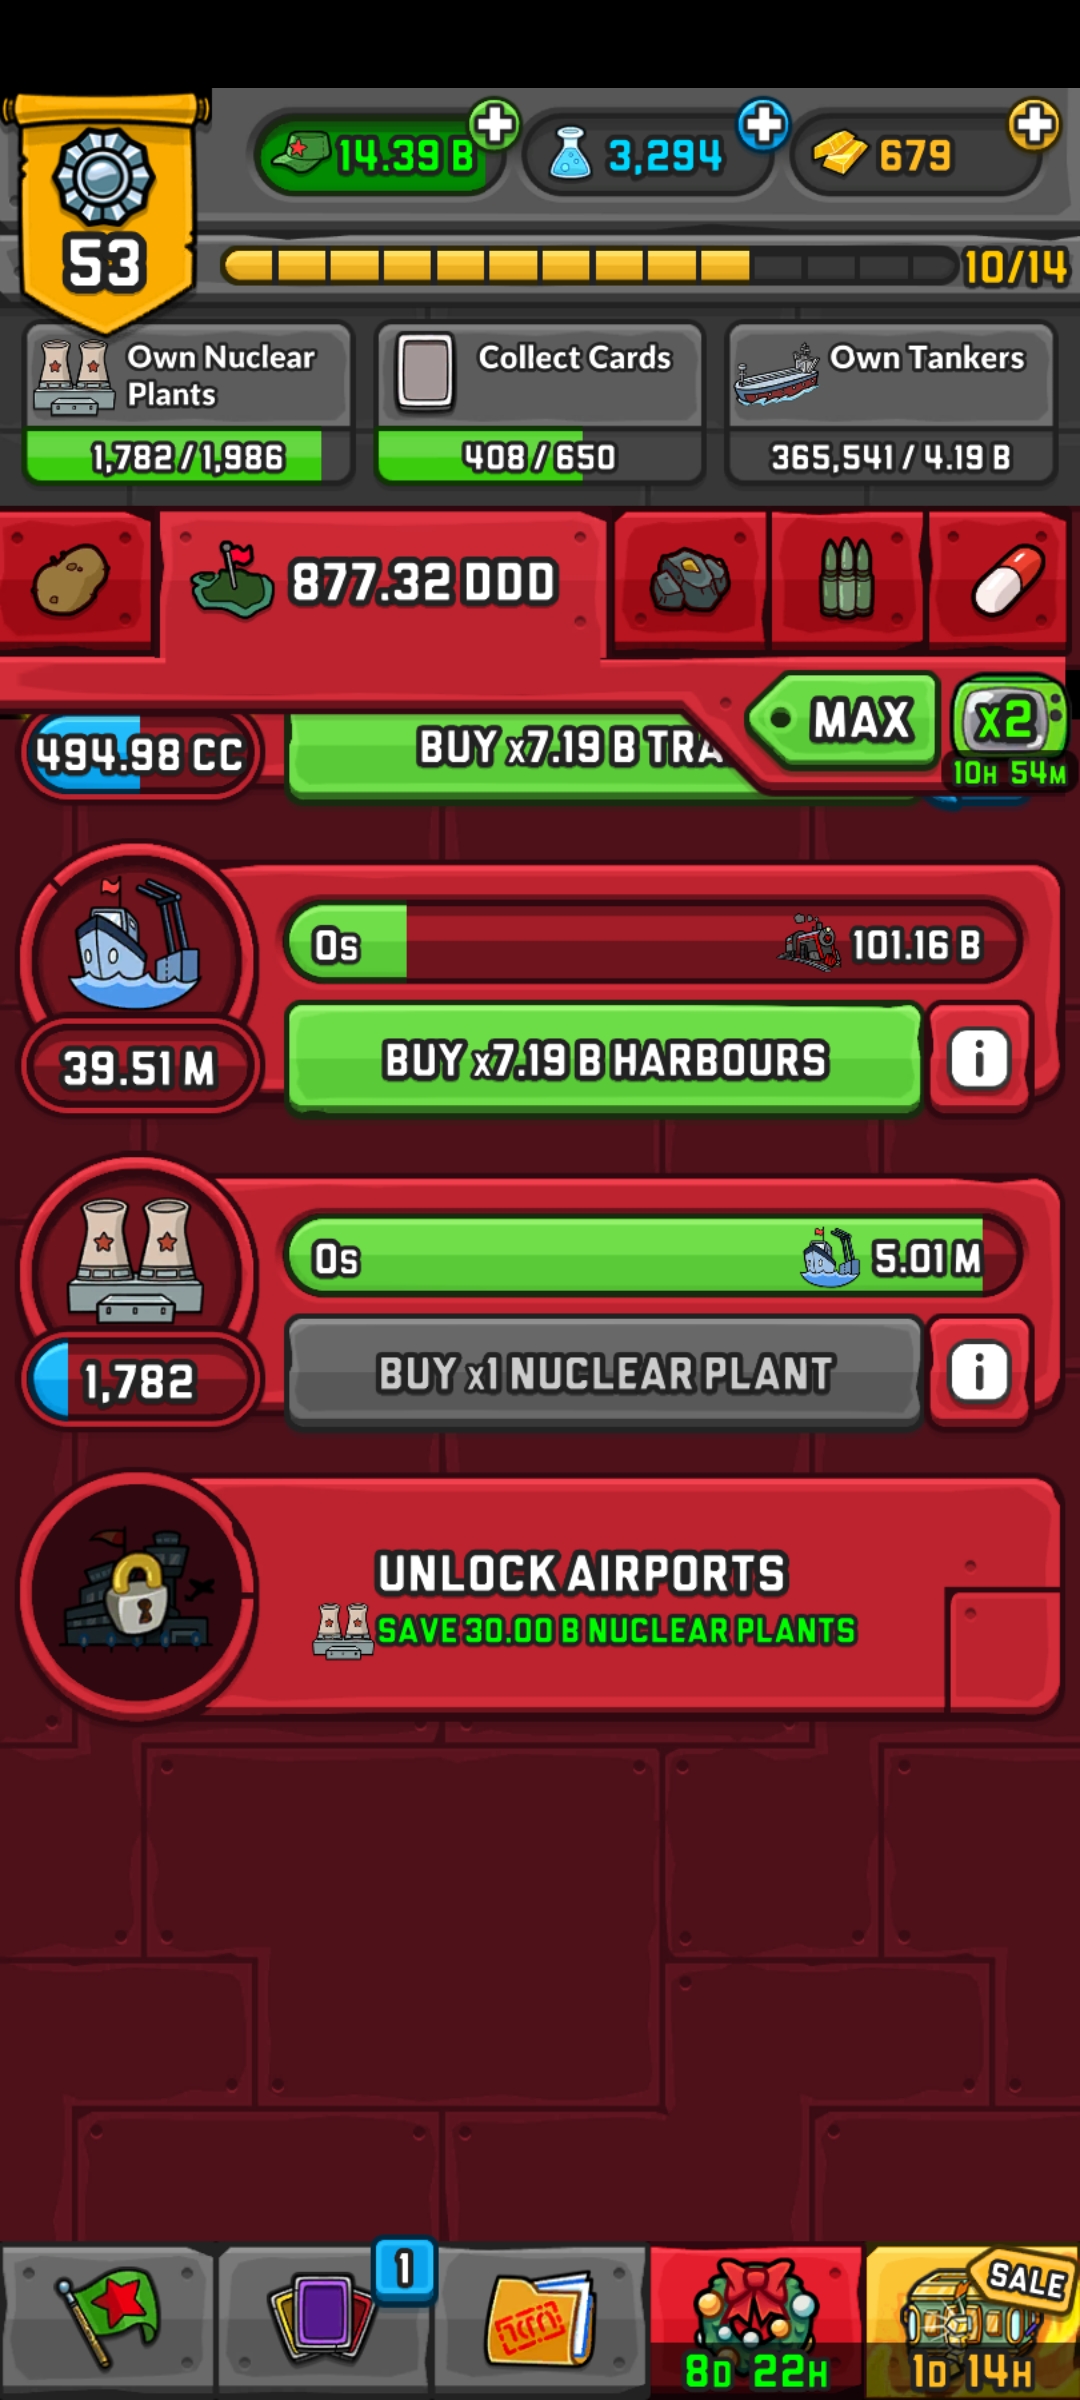 14.39 B
3,294
679
53
10/14
Own Nuclear
Plants
Collect Cards
Own Tankers
1,782/1,986
408/650
365,541/4.19 B
877.32 DDD
MAX
x2
10H 54M
494.98 CC
BUY x7.19 B TRA
0s
101.16 B
39.51 M
BUY x7.19 B HARBOURS
i
0s
5.01 M
1,782
BUY x1 NUCLEAR PLANT
i
UNLOCK AIRPORTS
SAVE 30.00 B NUCLEAR PLANTS
1
SALE
8D 22H
1D 14H